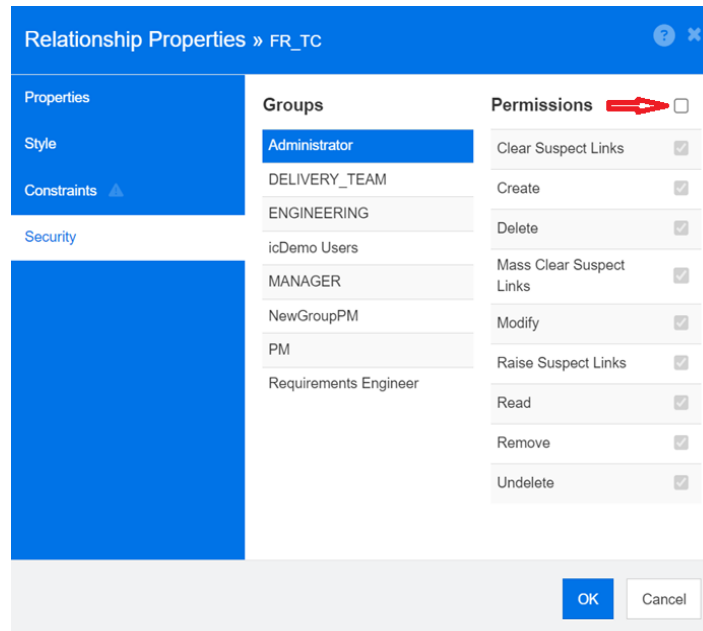 Relationship Properties » FR_TC
Properties
Style
Constraints
Security
Groups
Administrator
DELIVERY_TEAM
ENGINEERING
icDemo Users
MANAGER
NewGroupPM
PM
Requirements Engineer
Permissions
Clear Suspect Links
Create
Delete
Mass Clear Suspect
Links
Modify
Raise Suspect Links
Read
Remove
Undelete
OK
Cancel